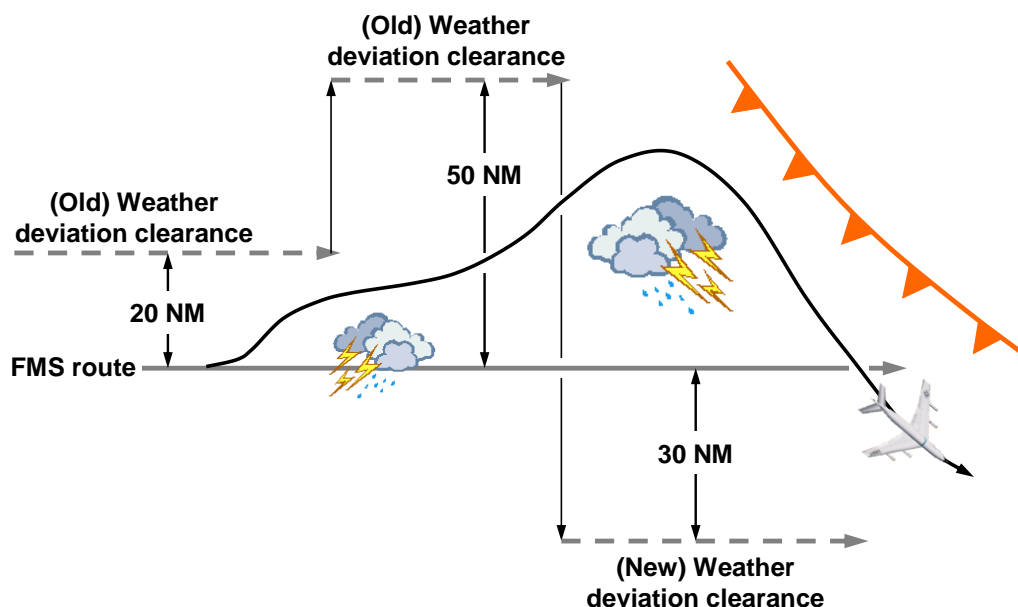 (Old) Weather
deviation clearance
50 NM
(Old) Weather
deviation clearance
20 NM
FMS route
30 NM
(New) Weather
deviation clearance